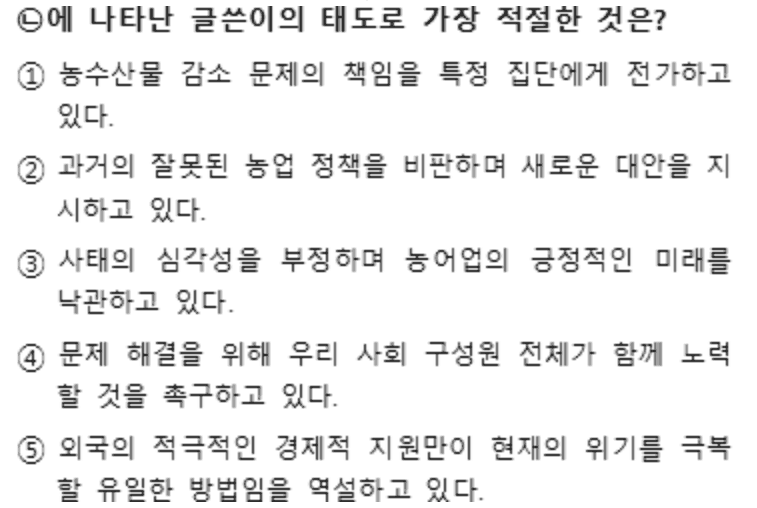 ㉡에 나타난 글쓴이의 태도로 가장 적절한 것은?
① 농수산물 감소 문제의 책임을 특정 집단에게 전가하고
있다.
② 과거의 잘못된 농업 정책을 비판하며 새로운 대안을 지
시하고 있다.
③ 사태의 심각성을 부정하며 농어업의 긍정적인 미래를
낙관하고 있다.
④ 문제 해결을 위해 우리 사회 구성원 전체가 함께 노력
할 것을 촉구하고 있다.
⑤ 외국의 적극적인 경제적 지원만이 현재의 위기를 극복
할 유일한 방법임을 역설하고 있다.